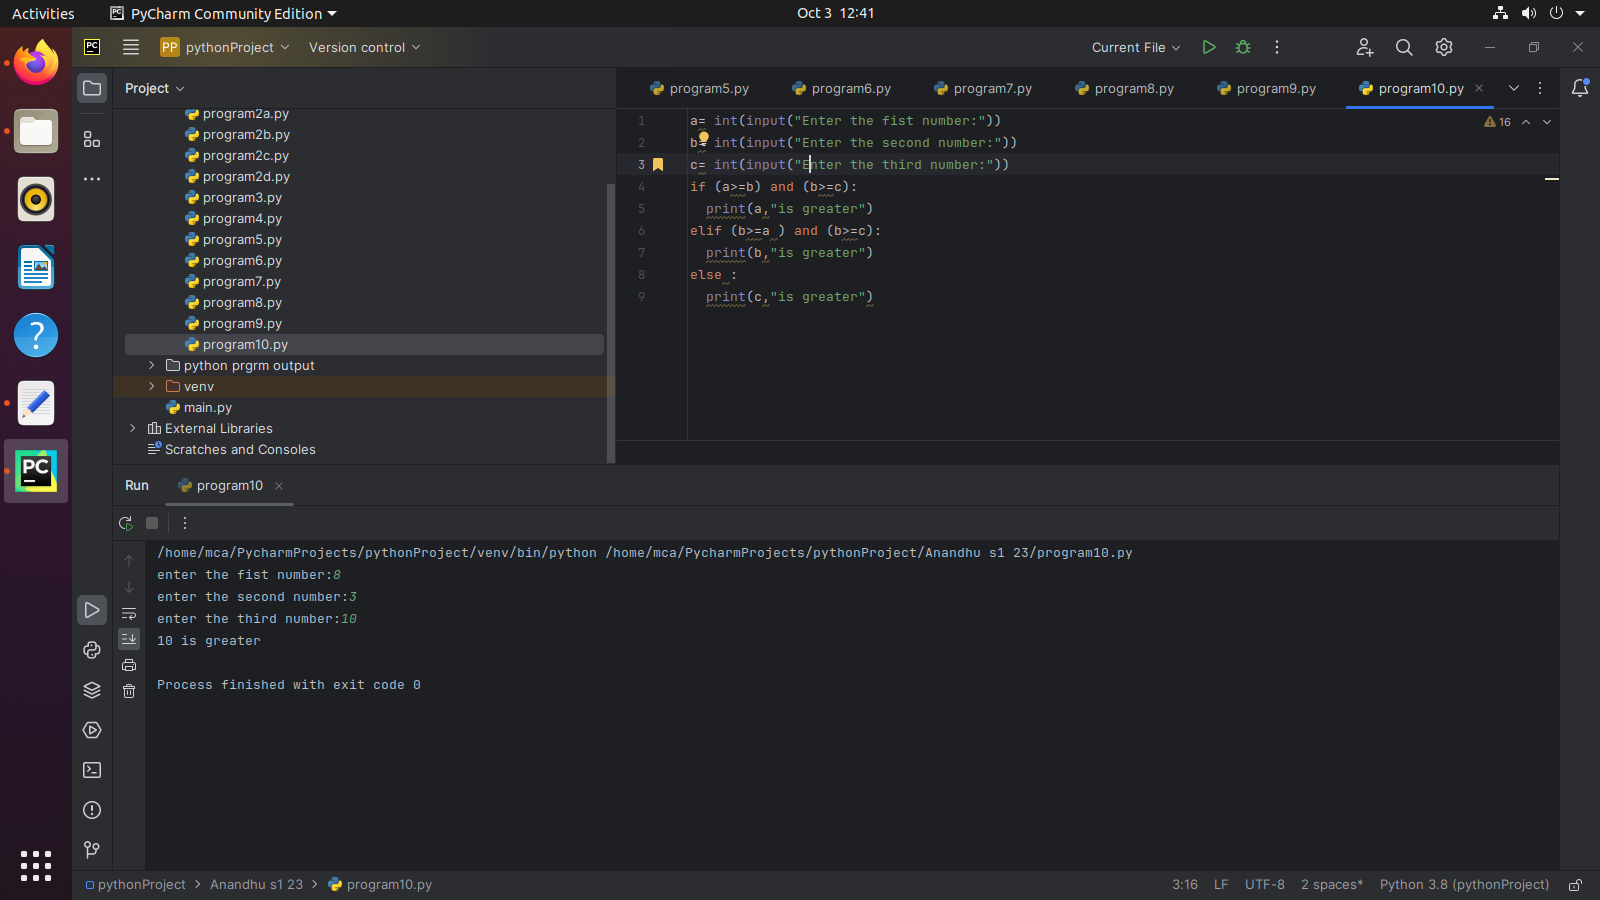 Activities PyCharm Community Edition Oct 3 12:41
PC PP pythonProject Version control Current File
Project program5.py program6.py program7.py program8.py program9.py program10.py
program2a.py
program2b.py
program2c.py
program2d.py
program3.py
program4.py
program5.py
program6.py
program7.py
program8.py
program9.py
program10.py
python prgrm output
venv
main.py
External Libraries
Scratches and Consoles
PC
1 a= int(input("Enter the fist number:")) 16
2 b= int(input("Enter the second number:"))
3 c= int(input("Enter the third number:"))
4 if (a>=b) and (b>=c):
5 print(a,"is greater")
6 elif (b>=a ) and (b>=c):
7 print(b,"is greater")
8 else :
9 print(c,"is greater")
Run program10
/home/mca/PycharmProjects/pythonProject/venv/bin/python /home/mca/PycharmProjects/pythonProject/Anandhu s1 23/program10.py
enter the fist number:8
enter the second number:3
enter the third number:10
10 is greater
Process finished with exit code 0
pythonProject > Anandhu s1 23 > program10.py 3:16 LF UTF-8 2 spaces* Python 3.8 (pythonProject)